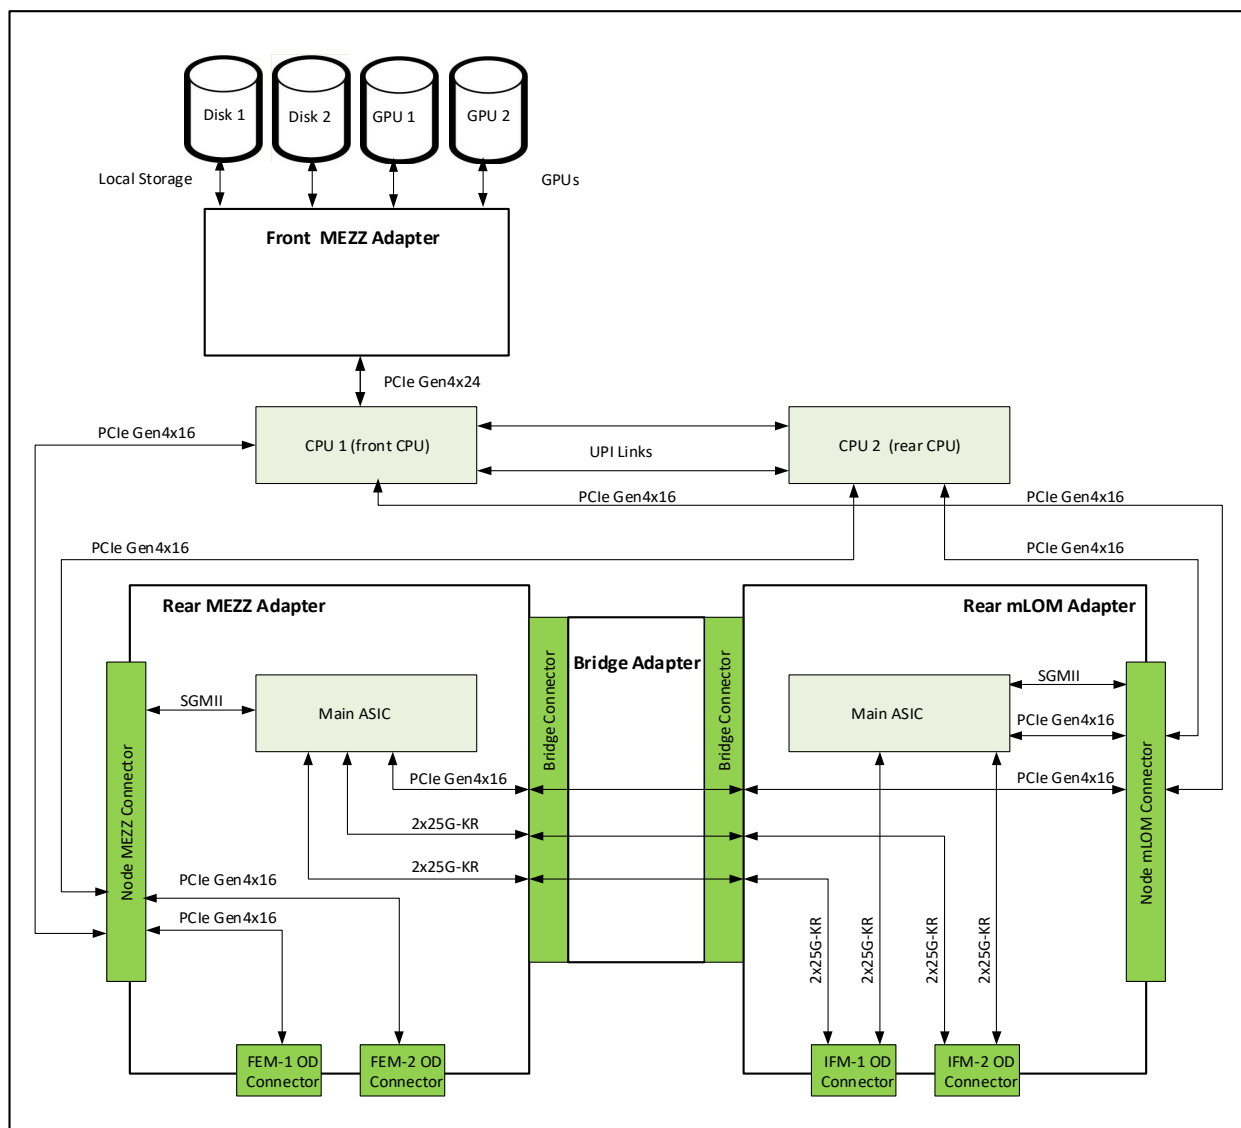 Disk 1
Disk 2
GPU 1
GPU 2
Local Storage
GPUs
Front  MEZZ Adapter
PCIe Gen4x24
PCIe Gen4x16
CPU 1 (front CPU)
UPI Links
CPU 2  (rear CPU)
PCIe Gen4x16
PCIe Gen4x16
PCIe Gen4x16
PCIe Gen4x16
Rear MEZZ Adapter
Rear mLOM Adapter
Bridge Adapter
Node MEZZ Connector
SGMII
Main ASIC
Bridge Connector
Bridge Connector
Main ASIC
SGMII
PCIe Gen4x16
Node mLOM Connector
PCIe Gen4x16
PCIe Gen4x16
2x25G-KR
2x25G-KR
PCIe Gen4x16
PCIe Gen4x16
2x25G-KR
2x25G-KR
2x25G-KR
2x25G-KR
FEM-1 OD
Connector
FEM-2 OD
Connector
IFM-1 OD
Connector
IFM-2 OD
Connector